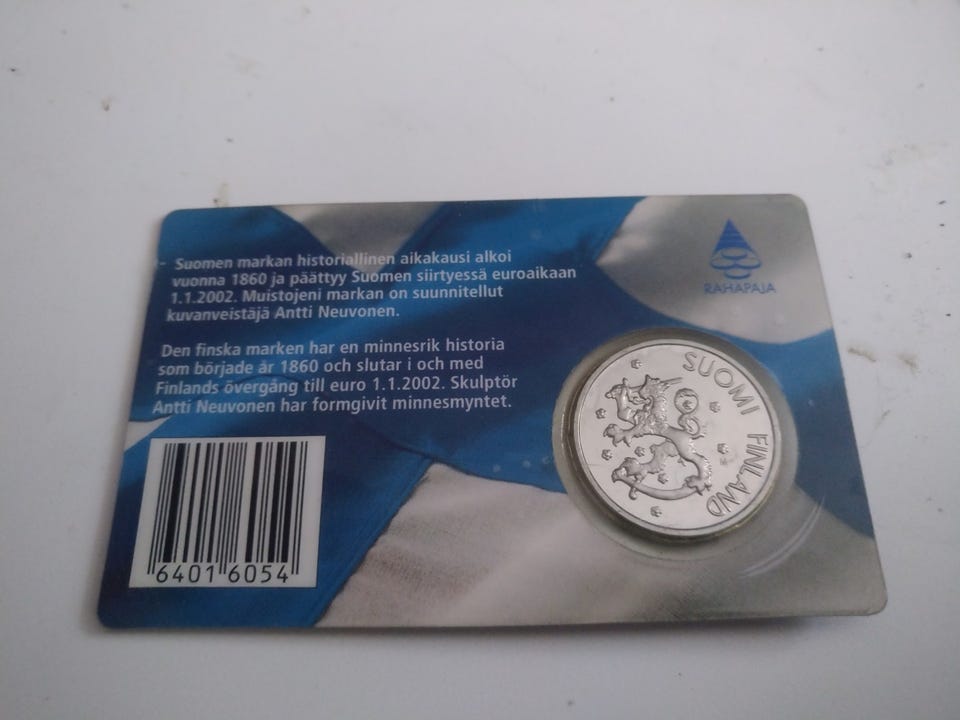 Suomen markan historiallinen aikakausi alkoi
vuonna 1860 ja päättyy Suomen siirtyessä euroaikaan
1.1.2002. Muistojeni markan on suunnitellut
kuvanveistäjä Antti Neuvonen.
Den finska marken har en minnesrik historia
som började år 1860 och slutar i och med
Finlands övergång till euro 1.1.2002. Skulptör
Antti Neuvonen har formgivit minnesmyntet.
6401 6054
RAHAPAJA
SUOMI FINLAND